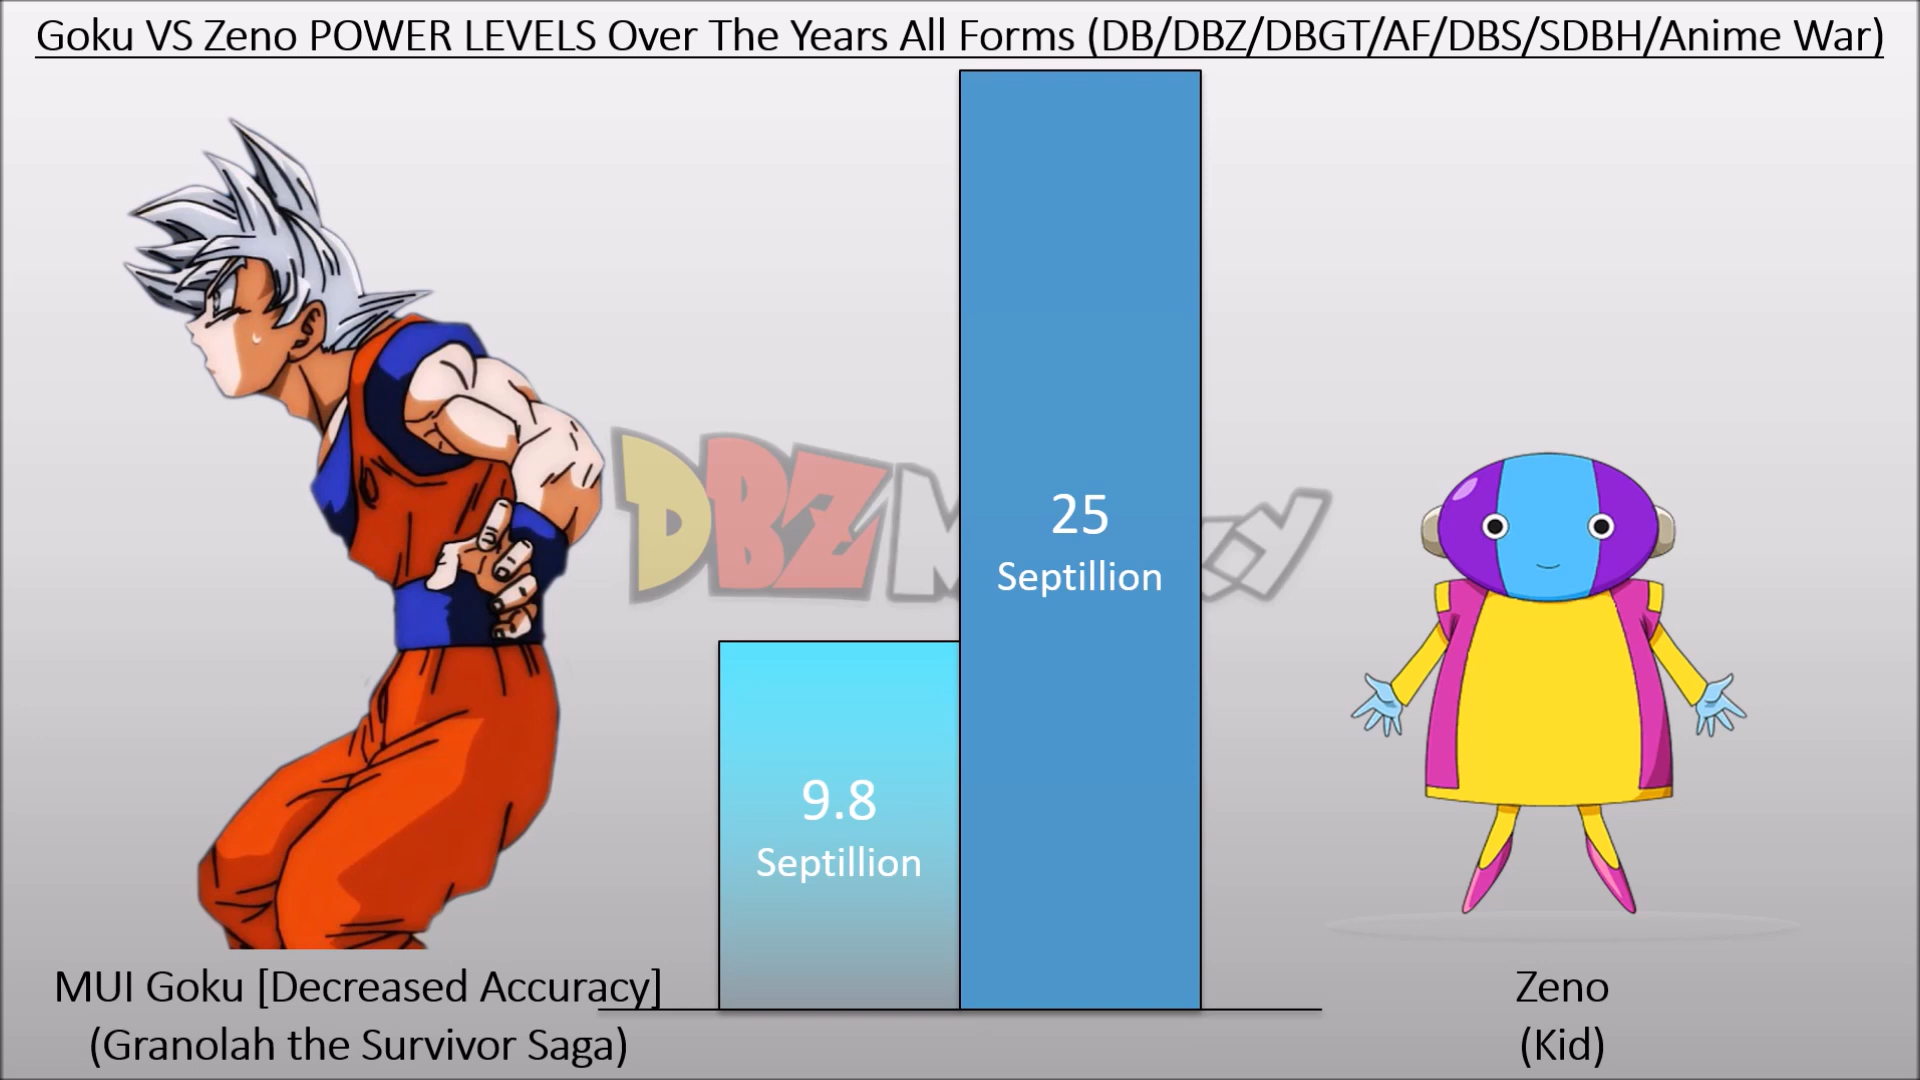 Goku VS Zeno POWER LEVELS Over The Years All Forms (DB/DBZ/DBGT/AF/DBS/SDBH/Anime War)
DBZ
25
Septillion
9.8
Septillion
MUI Goku [Decreased Accuracy]
(Granolah the Survivor Saga)
Zeno
(Kid)